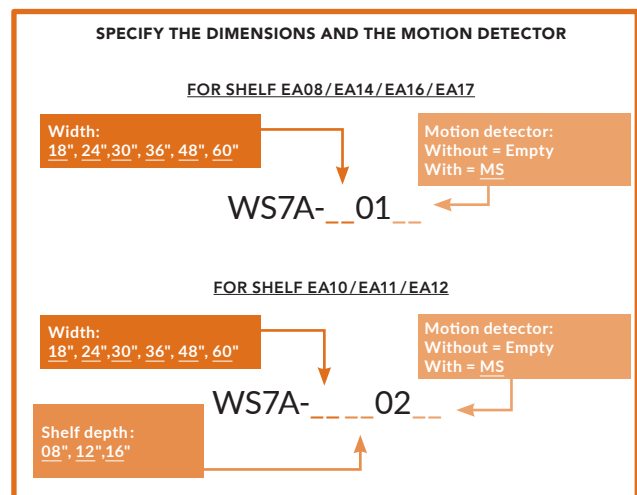 SPECIFY THE DIMENSIONS AND THE MOTION DETECTOR
FOR SHELF EA08/EA14/EA16/EA17
Width:
18", 24",30", 36", 48", 60"
Motion detector:
Without = Empty
With = MS
WS7A-__01__
FOR SHELF EA10/EA11/EA12
Width:
18", 24",30", 36", 48", 60"
Motion detector:
Without = Empty
With = MS
WS7A-__ __02__
Shelf depth:
08", 12",16"